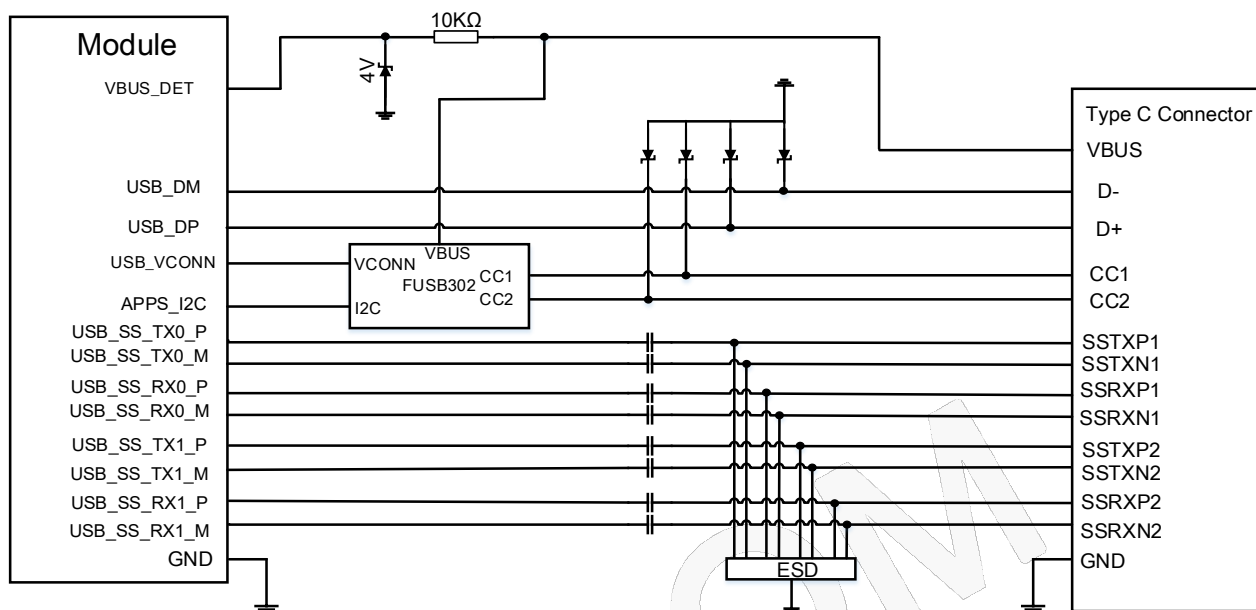 10KΩ
Module
4V
VBUS_DET
Type C Connector
VBUS
USB_DM
D-
USB_DP
D+
USB_VCONN
VBUS
VCONN
FUSB302
CC1
CC1
APPS_I2C
I2C
CC2
CC2
USB_SS_TX0_P
SSTXP1
USB_SS_TX0_M
SSTXN1
USB_SS_RX0_P
SSRXP1
USB_SS_RX0_M
SSRXN1
USB_SS_TX1_P
SSTXP2
USB_SS_TX1_M
SSTXN2
USB_SS_RX1_P
SSRXP2
USB_SS_RX1_M
SSRXN2
GND
ESD
GND